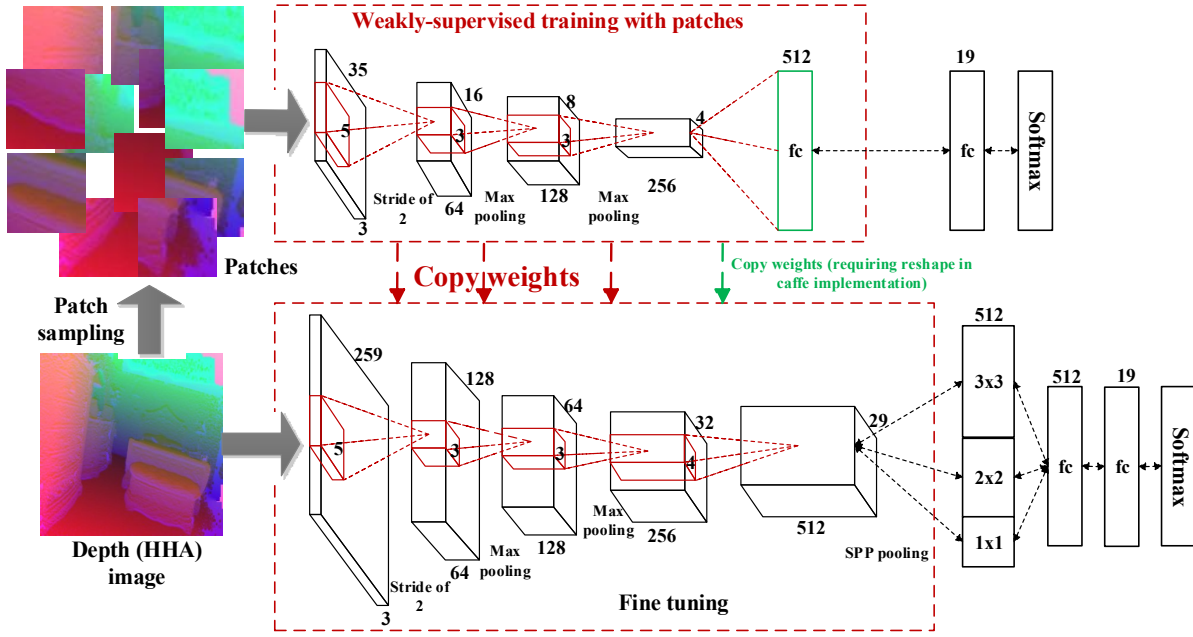 Weakly-supervised training with patches
35
5
3
Stride of
2
16
3
64
Max
pooling
8
3
128
Max
pooling
4
256
512
fc
19
fc
Softmax
Patches
Patch
sampling
Copy weights
Copy weights (requiring reshape in
caffe implementation)
Depth (HHA)
image
259
5
3
Stride of
2
128
3
64
Max
pooling
64
3
128
Max
pooling
32
4
256
29
512
SPP pooling
Fine tuning
512
3x3
2x2
1x1
512
fc
19
fc
Softmax